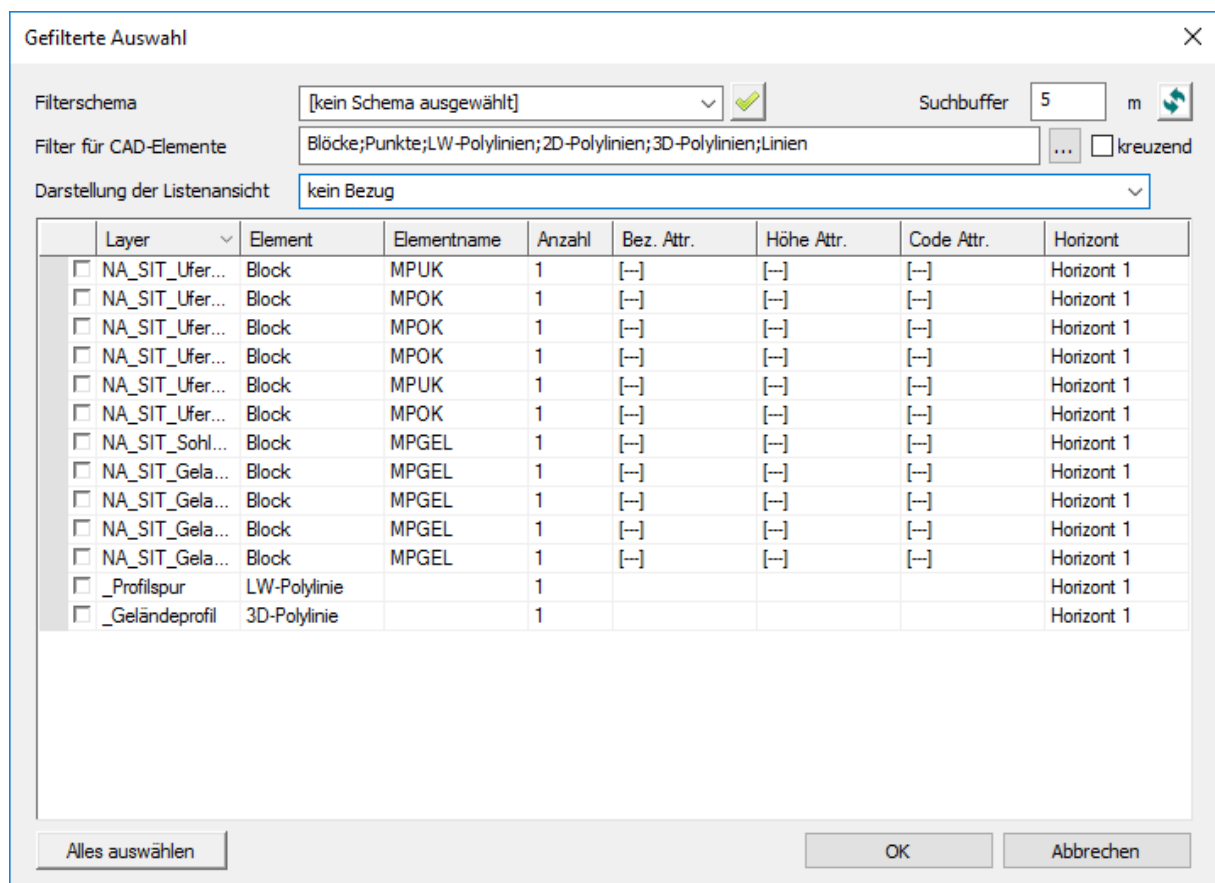 Gefilterte Auswahl
Filterschema [kein Schema ausgewählt] Suchbuffer 5 m
Filter für CAD-Elemente Blöcke;Punkte;LW-Polylinien;2D-Polylinien;3D-Polylinien;Linien ... kreuzend
Darstellung der Listenansicht kein Bezug
Layer Element Elementname Anzahl Bez. Attr. Höhe Attr. Code Attr. Horizont
NA_SIT_Ufer... Block MPUK 1 [---] [---] [---] Horizont 1
NA_SIT_Ufer... Block MPOK 1 [---] [---] [---] Horizont 1
NA_SIT_Ufer... Block MPOK 1 [---] [---] [---] Horizont 1
NA_SIT_Ufer... Block MPOK 1 [---] [---] [---] Horizont 1
NA_SIT_Ufer... Block MPUK 1 [---] [---] [---] Horizont 1
NA_SIT_Ufer... Block MPOK 1 [---] [---] [---] Horizont 1
NA_SIT_Sohl... Block MPGEL 1 [---] [---] [---] Horizont 1
NA_SIT_Gela... Block MPGEL 1 [---] [---] [---] Horizont 1
NA_SIT_Gela... Block MPGEL 1 [---] [---] [---] Horizont 1
NA_SIT_Gela... Block MPGEL 1 [---] [---] [---] Horizont 1
NA_SIT_Gela... Block MPGEL 1 [---] [---] [---] Horizont 1
_Profilspur LW-Polylinie 1 Horizont 1
_Geländeprofil 3D-Polylinie 1 Horizont 1
Alles auswählen OK Abbrechen